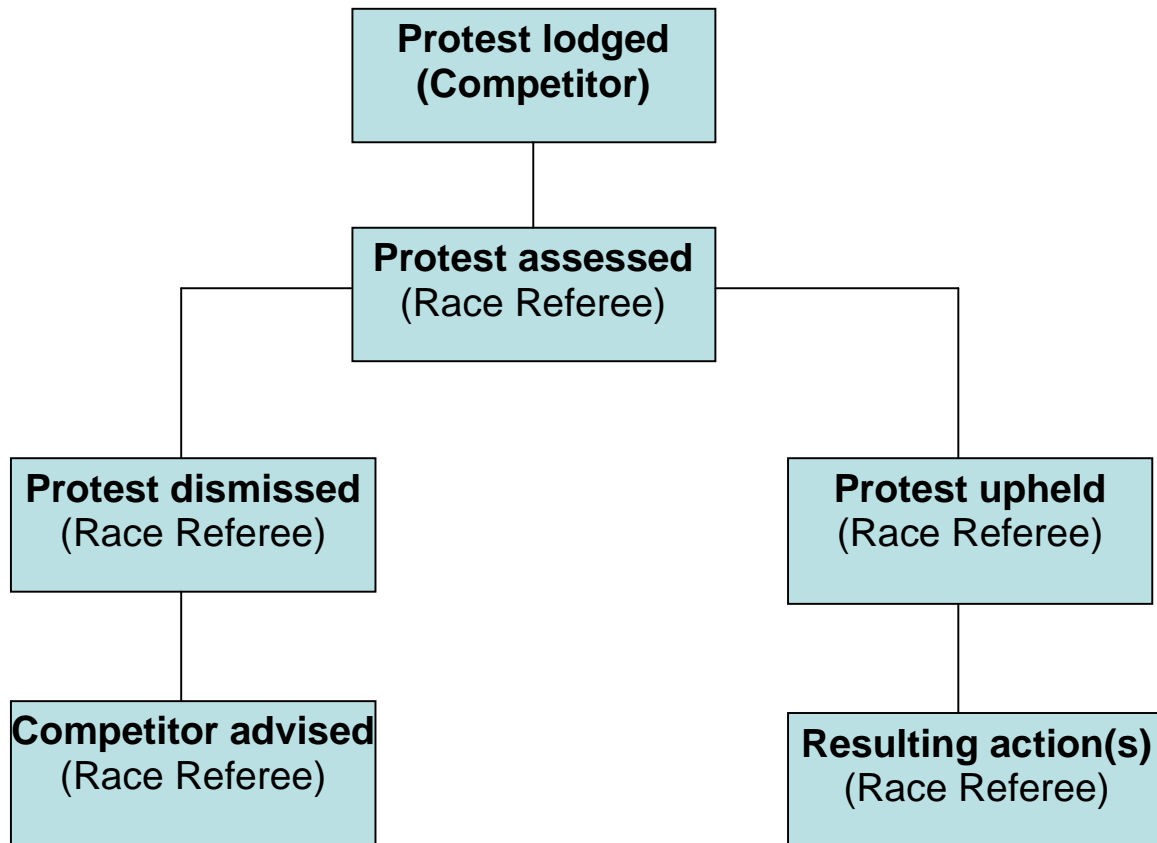 Protest lodged
(Competitor)
Protest assessed
(Race Referee)
Protest dismissed
(Race Referee)
Protest upheld
(Race Referee)
Competitor advised
(Race Referee)
Resulting action(s)
(Race Referee)